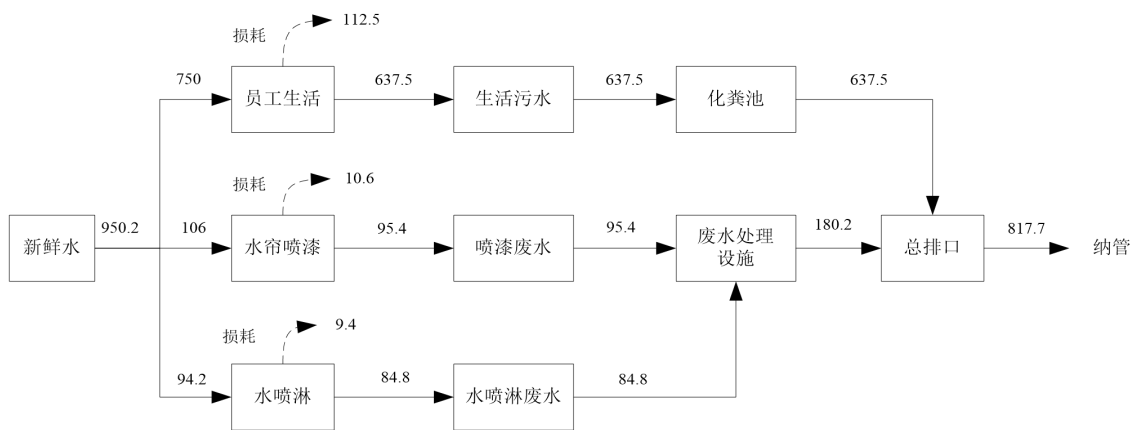 损耗
112.5
750
员工生活
637.5
生活污水
637.5
化粪池
637.5
损耗
10.6
新鲜水
950.2
106
水帘喷漆
95.4
喷漆废水
95.4
废水处理
设施
180.2
总排口
817.7
纳管
损耗
9.4
94.2
水喷淋
84.8
水喷淋废水
84.8